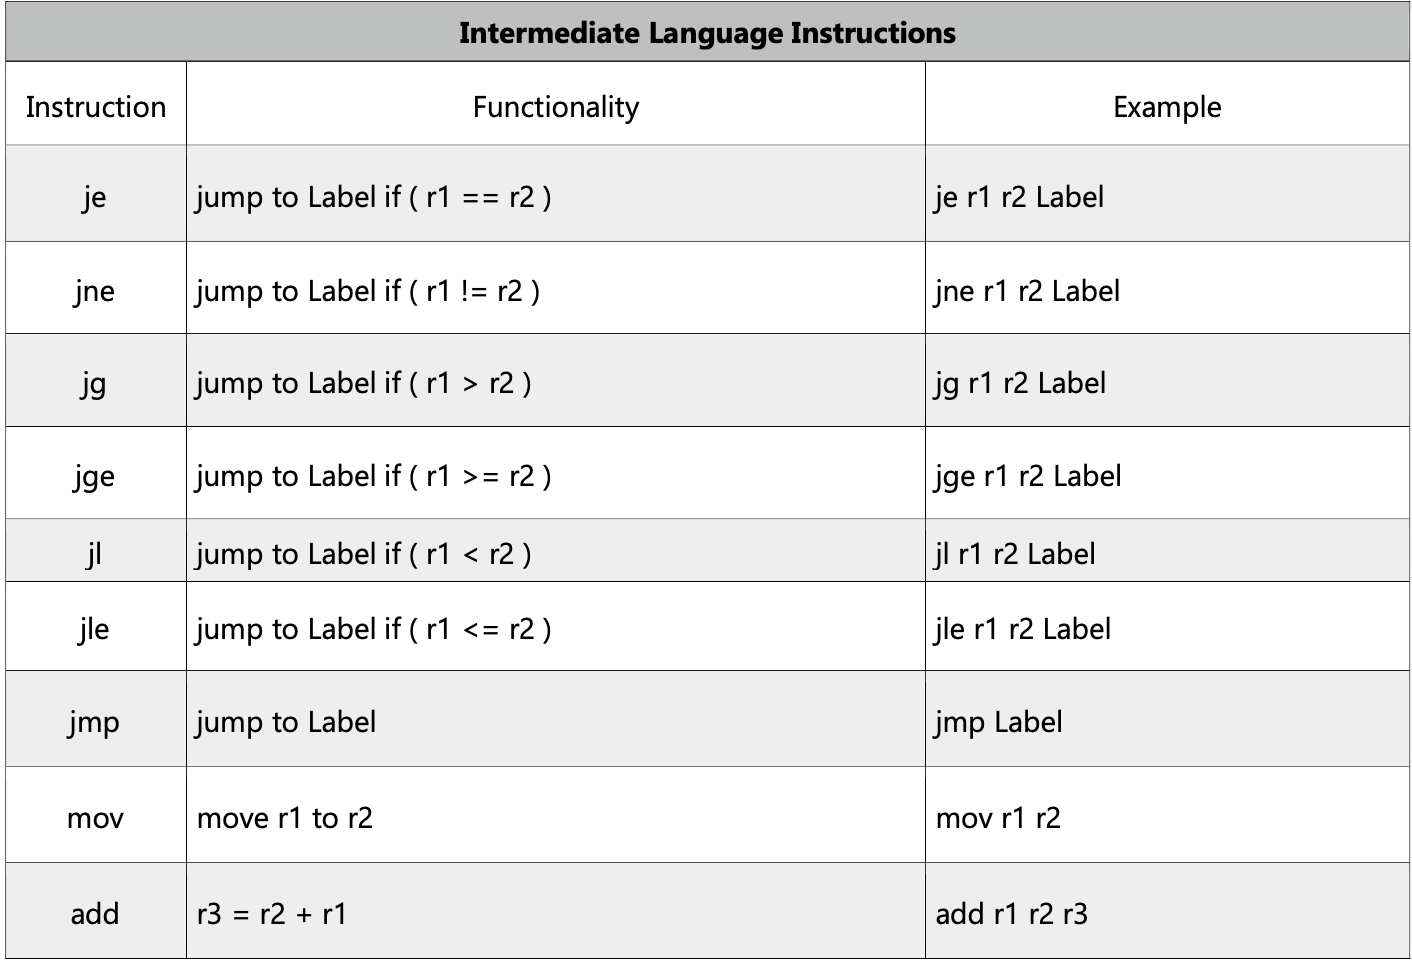 Intermediate Language Instructions
Instruction Functionality Example
je jump to Label if ( r1 == r2 ) je r1 r2 Label
jne jump to Label if ( r1 != r2 ) jne r1 r2 Label
jg jump to Label if ( r1 > r2 ) jg r1 r2 Label
jge jump to Label if ( r1 >= r2 ) jge r1 r2 Label
jl jump to Label if ( r1 < r2 ) jl r1 r2 Label
jle jump to Label if ( r1 <= r2 ) jle r1 r2 Label
jmp jump to Label jmp Label
mov move r1 to r2 mov r1 r2
add r3 = r2 + r1 add r1 r2 r3